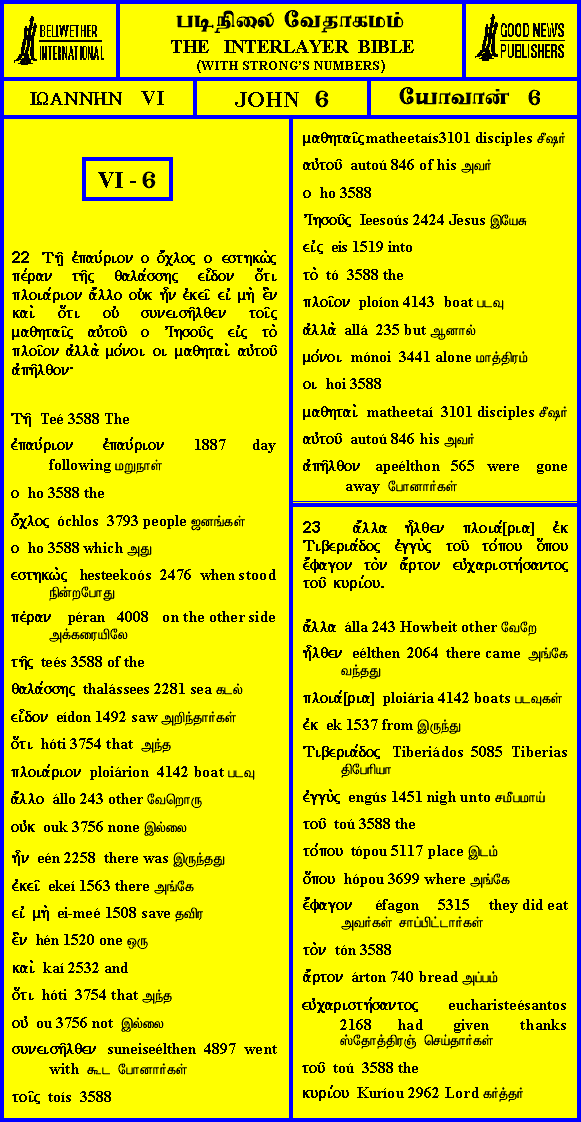 BELLWETHER
INTERNATIONAL
படிநிலை வேதாகமம்
THE INTERLAYER BIBLE
(WITH STRONG'S NUMBERS)
GOOD NEWS
PUBLISHERS
ΙΩΑΝΝΗΝ VI
JOHN 6
யோவான் 6
VI - 6
22 Τῇ ἐπαύριον ο ὄχλος ο εστηκὼς
πέραν τῆς θαλάσσης εἶδον ὅτι
πλοιάριον ἄλλο οὐκ ἦν ἐκεῖ εἰ μὴ ἓν
καὶ ὅτι οὐ συνεισῆλθεν τοῖς
μαθηταῖς αὐτοῦ ο Ἰησοῦς εἰς τὸ
πλοῖον ἀλλὰ μόνοι οι μαθηταὶ αὐτοῦ
ἀπῆλθον·
Τῇ Teé 3588 The
ἐπαύριον ἐπαύριον 1887 day
following மறுநாள்
ο ho 3588 the
ὄχλος óchlos 3793 people ஜனங்கள்
ο ho 3588 which அது
εστηκὼς hesteekoós 2476 when stood
நின்றபோது
πέραν péran 4008 on the other side
அக்கரையிலே
τῆς teés 3588 of the
θαλάσσης thalássees 2281 sea கடல்
εἶδον eídon 1492 saw அறிந்தார்கள்
ὅτι hóti 3754 that அந்த
πλοιάριον ploiárion 4142 boat படவு
ἄλλο állo 243 other வேறொரு
οὐκ ouk 3756 none இல்லை
ἦν eén 2258 there was இருந்தது
ἐκεῖ ekeí 1563 there அங்கே
εἰ μὴ ei-meé 1508 save தவிர
ἓν hén 1520 one ஒரு
καὶ kaí 2532 and
ὅτι hóti 3754 that அந்த
οὐ ou 3756 not இல்லை
συνεισῆλθεν suneiseélthen 4897 went
with கூட போனார்கள்
τοῖς toís 3588
μαθηταῖς matheetaís3101 disciples சீஷர்
αὐτοῦ autoú 846 of his அவர்
ο ho 3588
Ἰησοῦς Ieesoús 2424 Jesus இயேசு
εἰς eis 1519 into
τὸ tó 3588 the
πλοῖον ploíon 4143 boat படவு
ἀλλὰ allá 235 but ஆனால்
μόνοι mónoi 3441 alone மாத்திரம்
οι hoi 3588
μαθηταὶ matheetaí 3101 disciples சீஷர்
αὐτοῦ autoú 846 his அவர்
ἀπῆλθον apeélthon 565 were gone
away போனார்கள்
23 ἄλλα ἦλθεν πλοιά[ρια] ἐκ
Τιβεριάδος ἐγγὺς τοῦ τόπου ὅπου
ἔφαγον τὸν ἄρτον εὐχαριστήσαντος
τοῦ κυρίου.
ἄλλα álla 243 Howbeit other வேறே
ἦλθεν eélthen 2064 there came அங்கே
வந்தது
πλοιά[ρια] ploiária 4142 boats படவுகள்
ἐκ ek 1537 from இருந்து
Τιβεριάδος Tiberiádos 5085 Tiberias
திபேரியா
ἐγγὺς engús 1451 nigh unto சமீபமாய்
τοῦ toú 3588 the
τόπου tópou 5117 place இடம்
ὅπου hópou 3699 where அங்கே
ἔφαγον éfagon 5315 they did eat
அவர்கள் சாப்பிட்டார்கள்
τὸν tón 3588
ἄρτον árton 740 bread அப்பம்
εὐχαριστήσαντος eucharisteésantos
2168 had given thanks
ஸ்தோத்திரஞ் செய்தார்கள்
τοῦ toú 3588 the
κυρίου Kuríou 2962 Lord கர்த்தர்